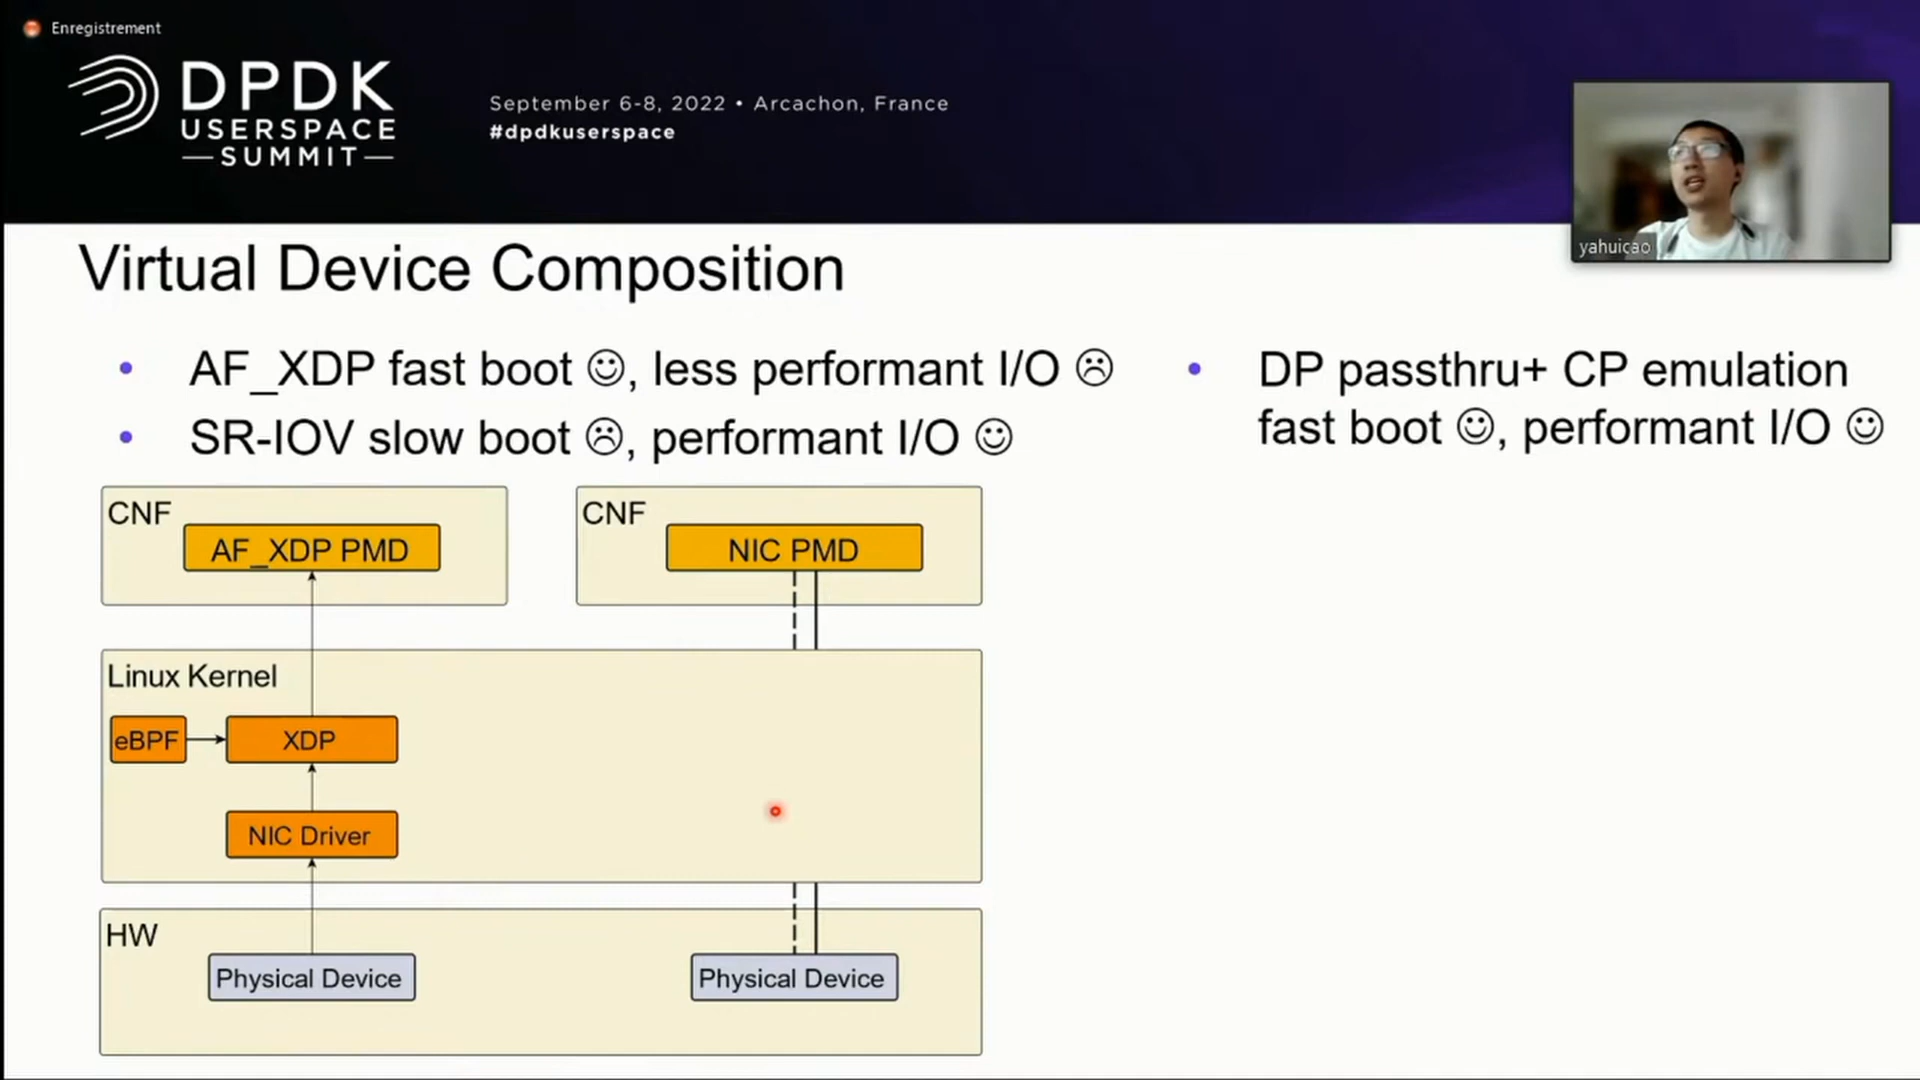 Enregistrement
DPDK
USERSPACE
SUMMIT
September 6-8, 2022 • Arcachon, France
#dpdkuserspace
yahuicao
Virtual Device Composition
• AF_XDP fast boot ☺, less performant I/O ☹
• SR-IOV slow boot ☹, performant I/O ☺
• DP passthru+ CP emulation
fast boot ☺, performant I/O ☺
CNF
AF_XDP PMD
CNF
NIC PMD
Linux Kernel
eBPF
XDP
NIC Driver
HW
Physical Device
Physical Device